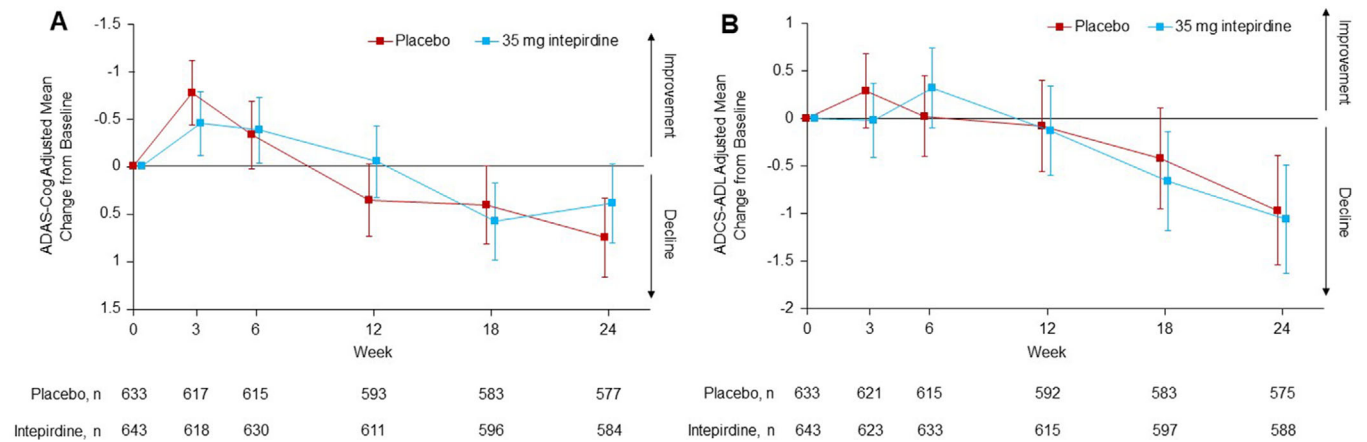 A
Placebo
35 mg intepirdine
ADAS-Cog Adjusted Mean
Change from Baseline
-1.5
-1
-0.5
0
0.5
1
1.5
Improvement
Decline
0 3 6 12 18 24
Week
Placebo, n 633 617 615 593 583 577
Intepirdine, n 643 618 630 611 596 584
B
Placebo
35 mg intepirdine
ADCS-ADL Adjusted Mean
Change from Baseline
1
0.5
0
-0.5
-1
-1.5
-2
Improvement
Decline
0 3 6 12 18 24
Week
Placebo, n 633 621 615 592 583 575
Intepirdine, n 643 623 633 615 597 588